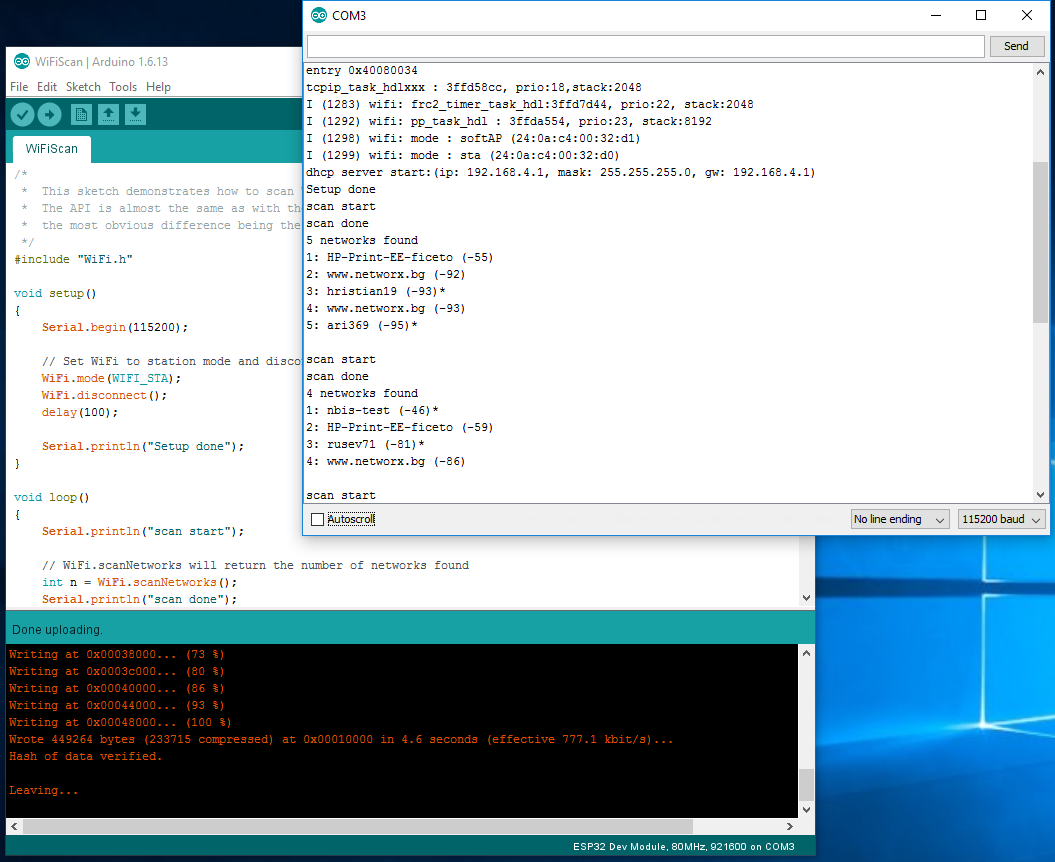 COM3
Send
entry 0x40080034
tcpip_task_hdlxxx : 3ffd58cc, prio:18,stack:2048
I (1283) wifi: frc2_timer_task_hdl:3ffd7d44, prio:22, stack:2048
I (1292) wifi: pp_task_hdl : 3ffda554, prio:23, stack:8192
I (1298) wifi: mode : softAP (24:0a:c4:00:32:d1)
I (1299) wifi: mode : sta (24:0a:c4:00:32:d0)
dhcp server start:(ip: 192.168.4.1, mask: 255.255.255.0, gw: 192.168.4.1)
Setup done
scan start
scan done
5 networks found
1: HP-Print-EE-ficeto (-55)
2: www.networx.bg (-92)
3: hristian19 (-93)*
4: www.networx.bg (-93)
5: ari369 (-95)*
scan start
scan done
4 networks found
1: nbis-test (-46)*
2: HP-Print-EE-ficeto (-59)
3: rusev71 (-81)*
4: www.networx.bg (-86)
scan start
Autoscroll
No line ending
115200 baud
WiFiScan | Arduino 1.6.13
File Edit Sketch Tools Help
WiFiScan
/*
* This sketch demonstrates how to scan
* The API is almost the same as with th
* the most obvious difference being the
*/
#include "WiFi.h"
void setup()
{
Serial.begin(115200);
// Set WiFi to station mode and disco
WiFi.mode(WIFI_STA);
WiFi.disconnect();
delay(100);
Serial.println("Setup done");
}
void loop()
{
Serial.println("scan start");
// WiFi.scanNetworks will return the number of networks found
int n = WiFi.scanNetworks();
Serial.println("scan done");
Done uploading.
Writing at 0x00038000... (73 %)
Writing at 0x0003c000... (80 %)
Writing at 0x00040000... (86 %)
Writing at 0x00044000... (93 %)
Writing at 0x00048000... (100 %)
Wrote 449264 bytes (233715 compressed) at 0x00010000 in 4.6 seconds (effective 777.1 kbit/s)...
Hash of data verified.
Leaving...
ESP32 Dev Module, 80MHz, 921600 on COM3